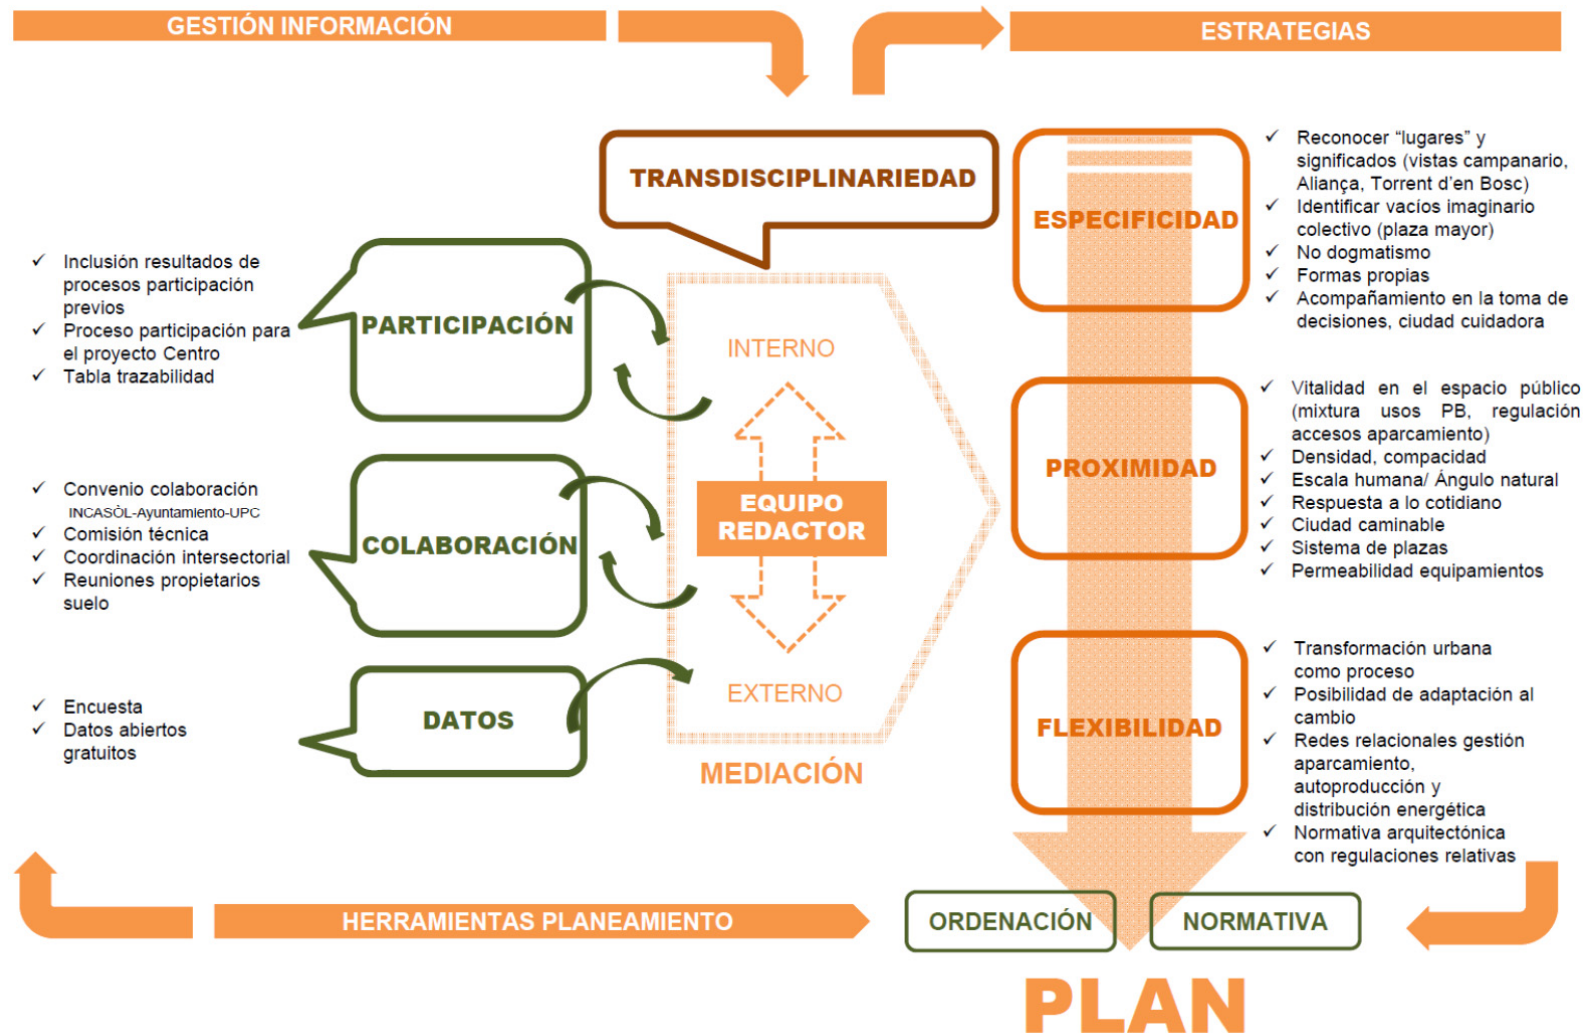 GESTIÓN INFORMACIÓN
ESTRATEGIAS
TRANSDISCIPLINARIEDAD
✓ Inclusión resultados de
procesos participación
previos
✓ Proceso participación para
el proyecto Centro
✓ Tabla trazabilidad
PARTICIPACIÓN
✓ Convenio colaboración
INCASÒL-Ayuntamiento-UPC
✓ Comisión técnica
✓ Coordinación intersectorial
✓ Reuniones propietarios
suelo
COLABORACIÓN
✓ Encuesta
✓ Datos abiertos
gratuitos
DATOS
INTERNO
EQUIPO
REDACTOR
EXTERNO
MEDIACIÓN
ESPECIFICIDAD
✓ Reconocer “lugares” y
significados (vistas campanario,
Aliança, Torrent d’en Bosc)
✓ Identificar vacíos imaginario
colectivo (plaza mayor)
✓ No dogmatismo
✓ Formas propias
✓ Acompañamiento en la toma de
decisiones, ciudad cuidadora
PROXIMIDAD
✓ Vitalidad en el espacio público
(mixtura usos PB, regulación
accesos aparcamiento)
✓ Densidad, compacidad
✓ Escala humana/ Ángulo natural
✓ Respuesta a lo cotidiano
✓ Ciudad caminable
✓ Sistema de plazas
✓ Permeabilidad equipamientos
FLEXIBILIDAD
✓ Transformación urbana
como proceso
✓ Posibilidad de adaptación al
cambio
✓ Redes relacionales gestión
aparcamiento,
autoproducción y
distribución energética
✓ Normativa arquitectónica
con regulaciones relativas
HERRAMIENTAS PLANEAMIENTO
ORDENACIÓN
NORMATIVA
PLAN